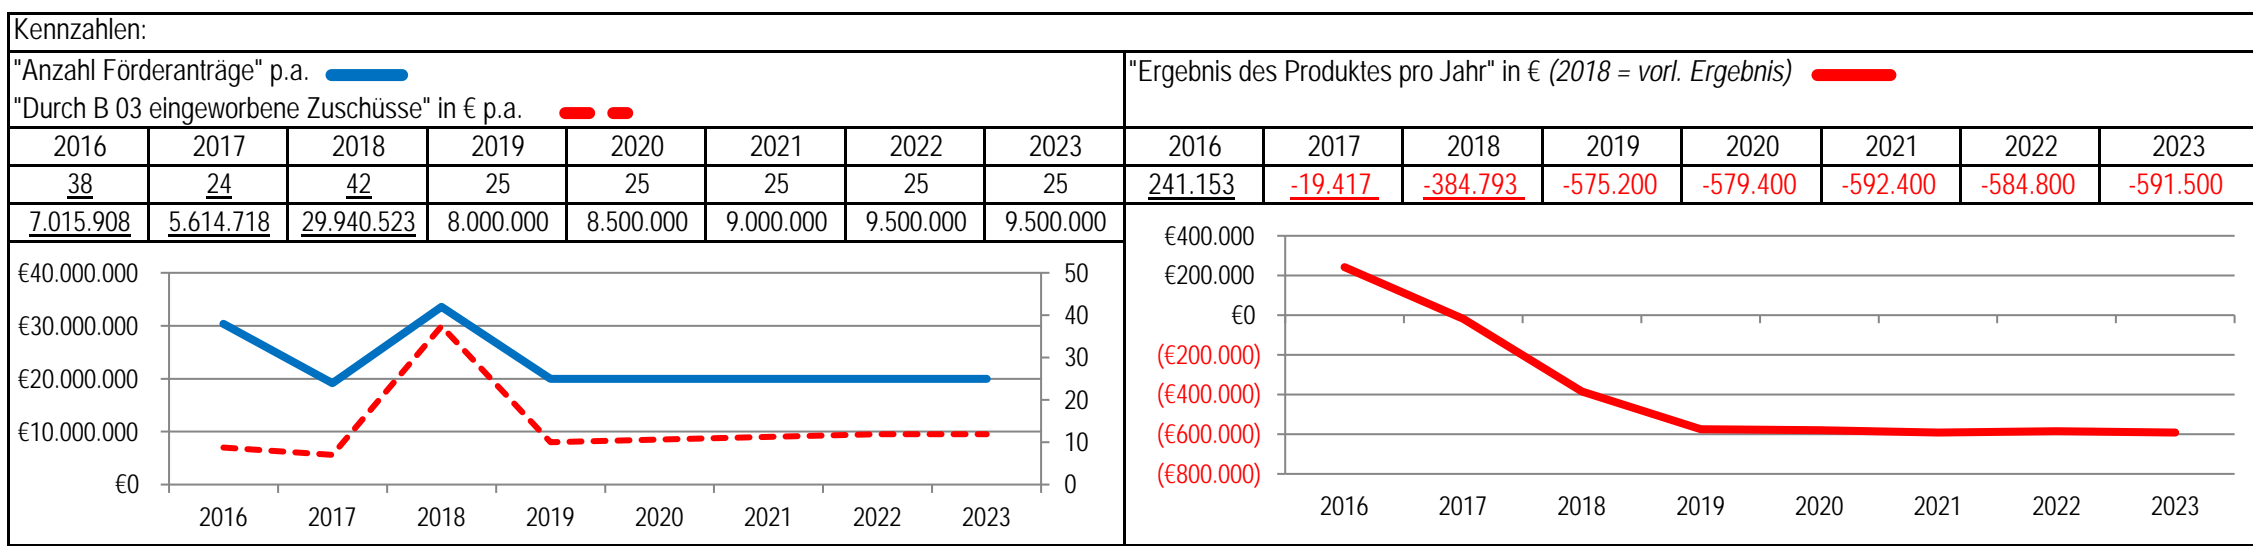 Kennzahlen:
"Anzahl Förderanträge" p.a.
"Durch B 03 eingeworbene Zuschüsse" in € p.a.
2016 2017 2018 2019 2020 2021 2022 2023
38 24 42 25 25 25 25 25
7.015.908 5.614.718 29.940.523 8.000.000 8.500.000 9.000.000 9.500.000 9.500.000
€40.000.000 50
€30.000.000 40
€20.000.000 30
€10.000.000 20
€0 10
0
2016 2017 2018 2019 2020 2021 2022 2023
"Ergebnis des Produktes pro Jahr" in € (2018 = vorl. Ergebnis)
2016 2017 2018 2019 2020 2021 2022 2023
241.153 -19.417 -384.793 -575.200 -579.400 -592.400 -584.800 -591.500
€400.000
€200.000
€0
(€200.000)
(€400.000)
(€600.000)
(€800.000)
2016 2017 2018 2019 2020 2021 2022 2023